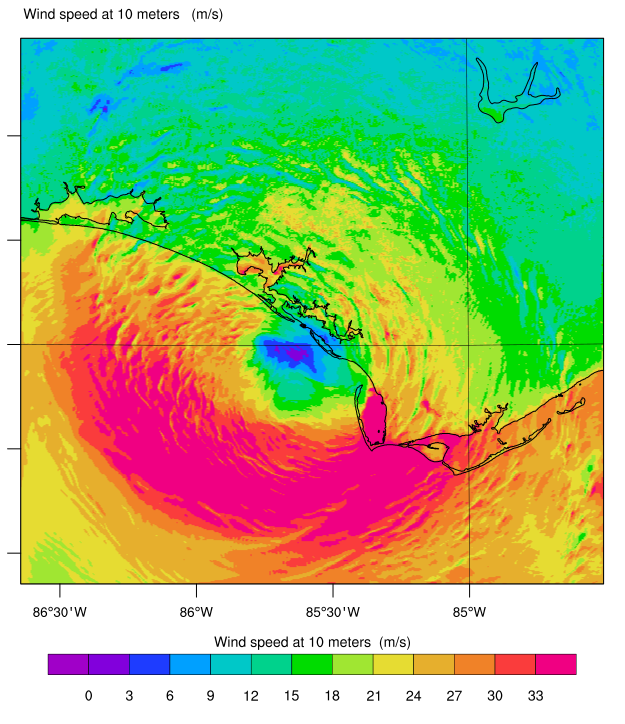 Wind speed at 10 meters (m/s)
86°30'W 86°W 85°30'W 85°W
Wind speed at 10 meters (m/s)
0 3 6 9 12 15 18 21 24 27 30 33